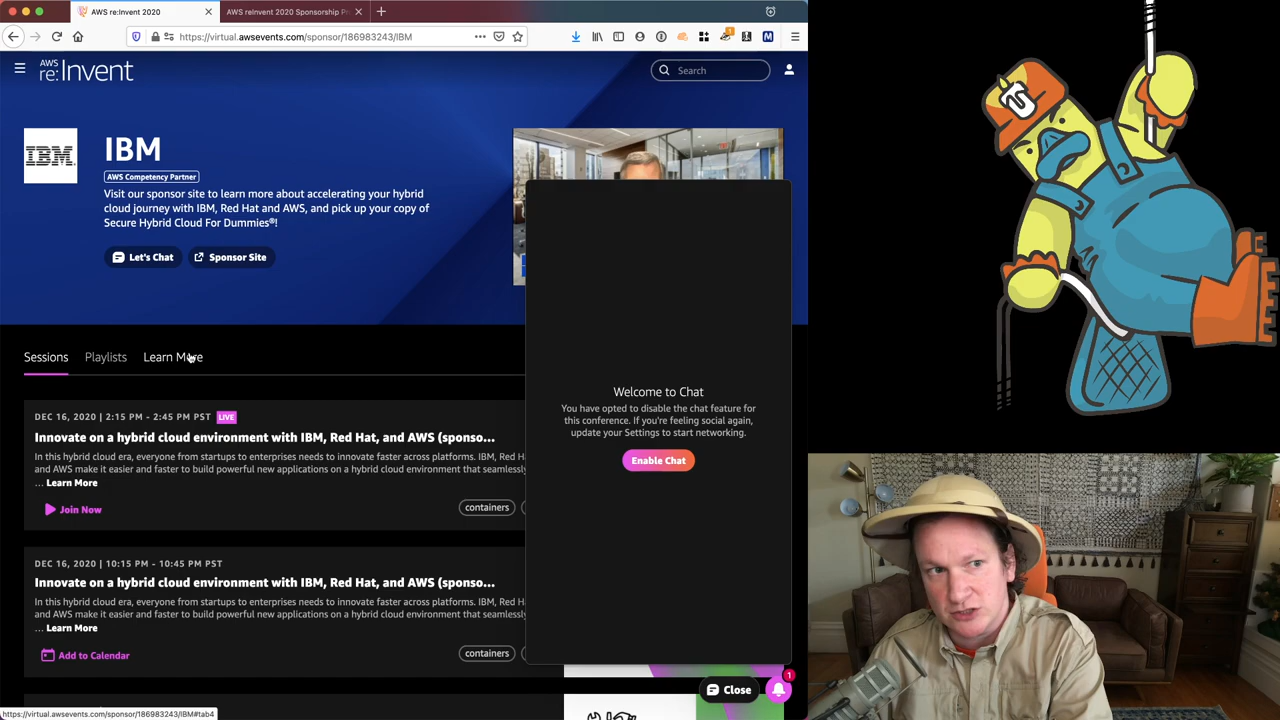 AWS re:Invent 2020
AWS reInvent 2020 Sponsorship Pr
https://virtual.awsevents.com/sponsor/186983243/IBM
AWS
re:Invent
Search
IBM
IBM
AWS Competency Partner
Visit our sponsor site to learn more about accelerating your hybrid
cloud journey with IBM, Red Hat and AWS, and pick up your copy of
Secure Hybrid Cloud For Dummies®!
Let's Chat
Sponsor Site
Sessions
Playlists
Learn More
DEC 16, 2020 | 2:15 PM - 2:45 PM PST LIVE
Innovate on a hybrid cloud environment with IBM, Red Hat, and AWS (sponso...
In this hybrid cloud era, everyone from startups to enterprises needs to innovate faster across platforms. IBM, Red H
and AWS make it easier and faster to build powerful new applications on a hybrid cloud environment that seamlessly
... Learn More
Join Now
containers
DEC 16, 2020 | 10:15 PM - 10:45 PM PST
Innovate on a hybrid cloud environment with IBM, Red Hat, and AWS (sponso...
In this hybrid cloud era, everyone from startups to enterprises needs to innovate faster across platforms. IBM, Red H
and AWS make it easier and faster to build powerful new applications on a hybrid cloud environment that seamlessly
... Learn More
Add to Calendar
containers
Welcome to Chat
You have opted to disable the chat feature for
this conference. If you're feeling social again,
update your Settings to start networking.
Enable Chat
Close
1
https://virtual.awsevents.com/sponsor/186983243/IBM#tab4